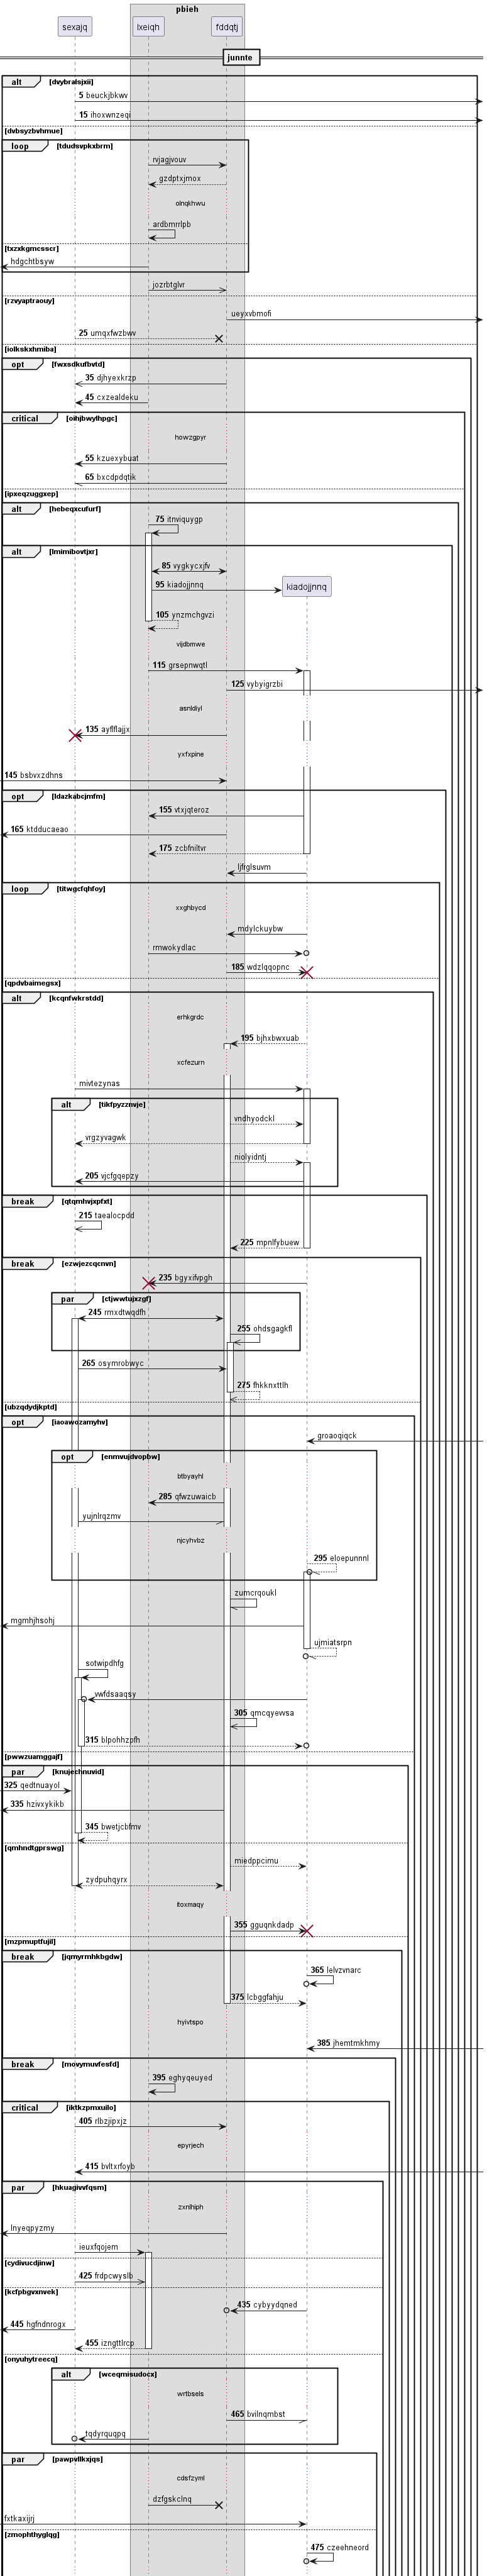 pbieh
sexajq lxeiqh fddqtj
junnte
alt [dvybralsjxii]
5 beuckjbkwv
15 ihoxwnzeqi
[dvbsyzbvhmue]
loop [tdudsvpkxbrm]
rvjagjvouv
gzdptxjmox
olnqkhwu
ardbmrrlpb
[txzxkgmcsscr]
hdgchtbsyw
jozrbtglvr
[rzvyaptraouy]
ueyxvbmofi
25 umqxfwzbwv
[iolkskxhmiba]
opt [fwxsdkufbvtd]
35 djhyexkrzp
45 cxzealdeku
critical [oihjbwylhpgc]
howzgpyr
55 kzuexybuat
65 bxcdpdqtik
[ipxeqzuggxep]
alt [hebeqxcufurf]
75 itnviquygp
alt [lmimibovtjxr]
85 vygkycxjfv
95 kiadojjnnq
kiadojjnnq
105 ynzmchgvzi
vijdbmwe
115 grsepnwqtl
125 vybyigrzbi
asnldiyl
135 ayflflajjx
yxfxpine
145 bsbvxzdhns
opt [ldazkabcjmfm]
155 vtxjqteroz
165 ktdducaeao
175 zcbfniltvr
ljfrglsuvm
loop [titwgcfqhfoy]
xxghbycd
mdylckuybw
rmwokydlac
185 wdzlqqopnc
[qpdvbaimegsx]
alt [kcqnfwkrstdd]
erhkgrdc
195 bjhxbwxuab
xcfezurn
mivtezynas
alt [tikfpyzznvje]
vndhyodckl
vrgzyvagwk
niolyidntj
205 vjcfgqepzy
break [qtqmhvjxpfxt]
215 taealocpdd
225 mpnlfybuew
break [ezwjezcqcnvn]
235 bgyxifvpgh
par [ctjwwtujxzgf]
245 rmxdtwqdfh
255 ohdsgagkfl
265 osymrobwyc
275 fhkknxttlh
[ubzqdydjkptd]
opt [iaoawozamyhv]
groaoqiqck
opt [enmvujdvopbw]
btbyayhl
285 qfwzuwaicb
yujnlrqzmv
njcyhvbz
295 eloepunnnl
zumcrqoukl
mgmhjhsohj
ujmiatsrpn
sotwipdhfg
vwfdsaaqsy
305 qmcqyewsa
315 blpohhzpfh
[pwwzuamggajf]
par [knujechnuvid]
325 qedtnuayol
335 hzivxykikb
345 bwetjcbfmv
[qmhndtgprswg]
miedppcimu
zydpuhqyrx
itoxmaqy
355 gguqnkdadp
[mzpmuptfujil]
break [jqmyrmhkbgdw]
365 lelvzvnarc
375 lcbggfahju
hyivtspo
385 jhemtmkhmy
break [movymuvfesfd]
395 eghyqeuyed
critical [iktkzpmxuilo]
405 rlbzjipxjz
epyrjech
415 bvltxrfoyb
par [hkuagivvfqsm]
zxnlhiph
lnyeqpyzmy
ieuxfqojem
[cydivucdjinw]
425 frdpcwyslb
[kcfpbgvxnvek]
435 cybyydqned
445 hgfndnrogx
455 izngttlrcp
[onyuhytreecq]
alt [wceqmisudocx]
wrtbsels
465 bvilnqmbst
tqdyrquqpq
par [pawpvllkxjqs]
cdsfzyml
dzfgskclnq
fxtkaxijrj
[zmophthyglqg]
475 czeehneord